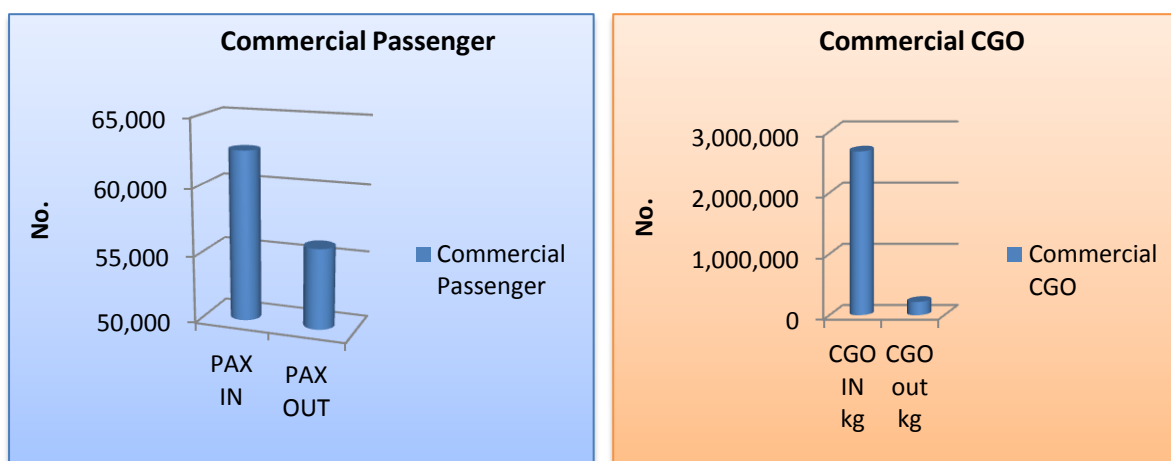 Commercial Passenger
No.
65,000
60,000
55,000
50,000
PAX
IN
PAX
OUT
Commercial
Passenger
Commercial CGO
No.
3,000,000
2,000,000
1,000,000
0
CGO
IN
kg
CGO
out
kg
Commercial
CGO